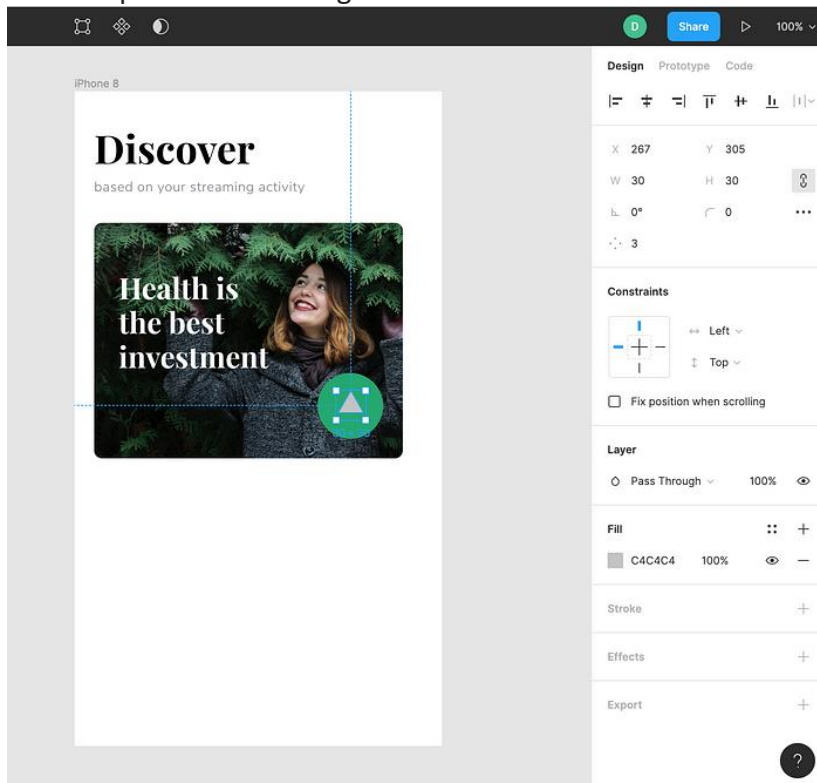 D Share 100%
Design Prototype Code
iPhone 8
Discover
based on your streaming activity
Health is
the best
investment
X 267 Y 305
W 30 H 30
0° 0
3
Constraints
Left
Top
Fix position when scrolling
Layer
Pass Through 100%
Fill
C4C4C4 100%
Stroke
Effects
Export
?